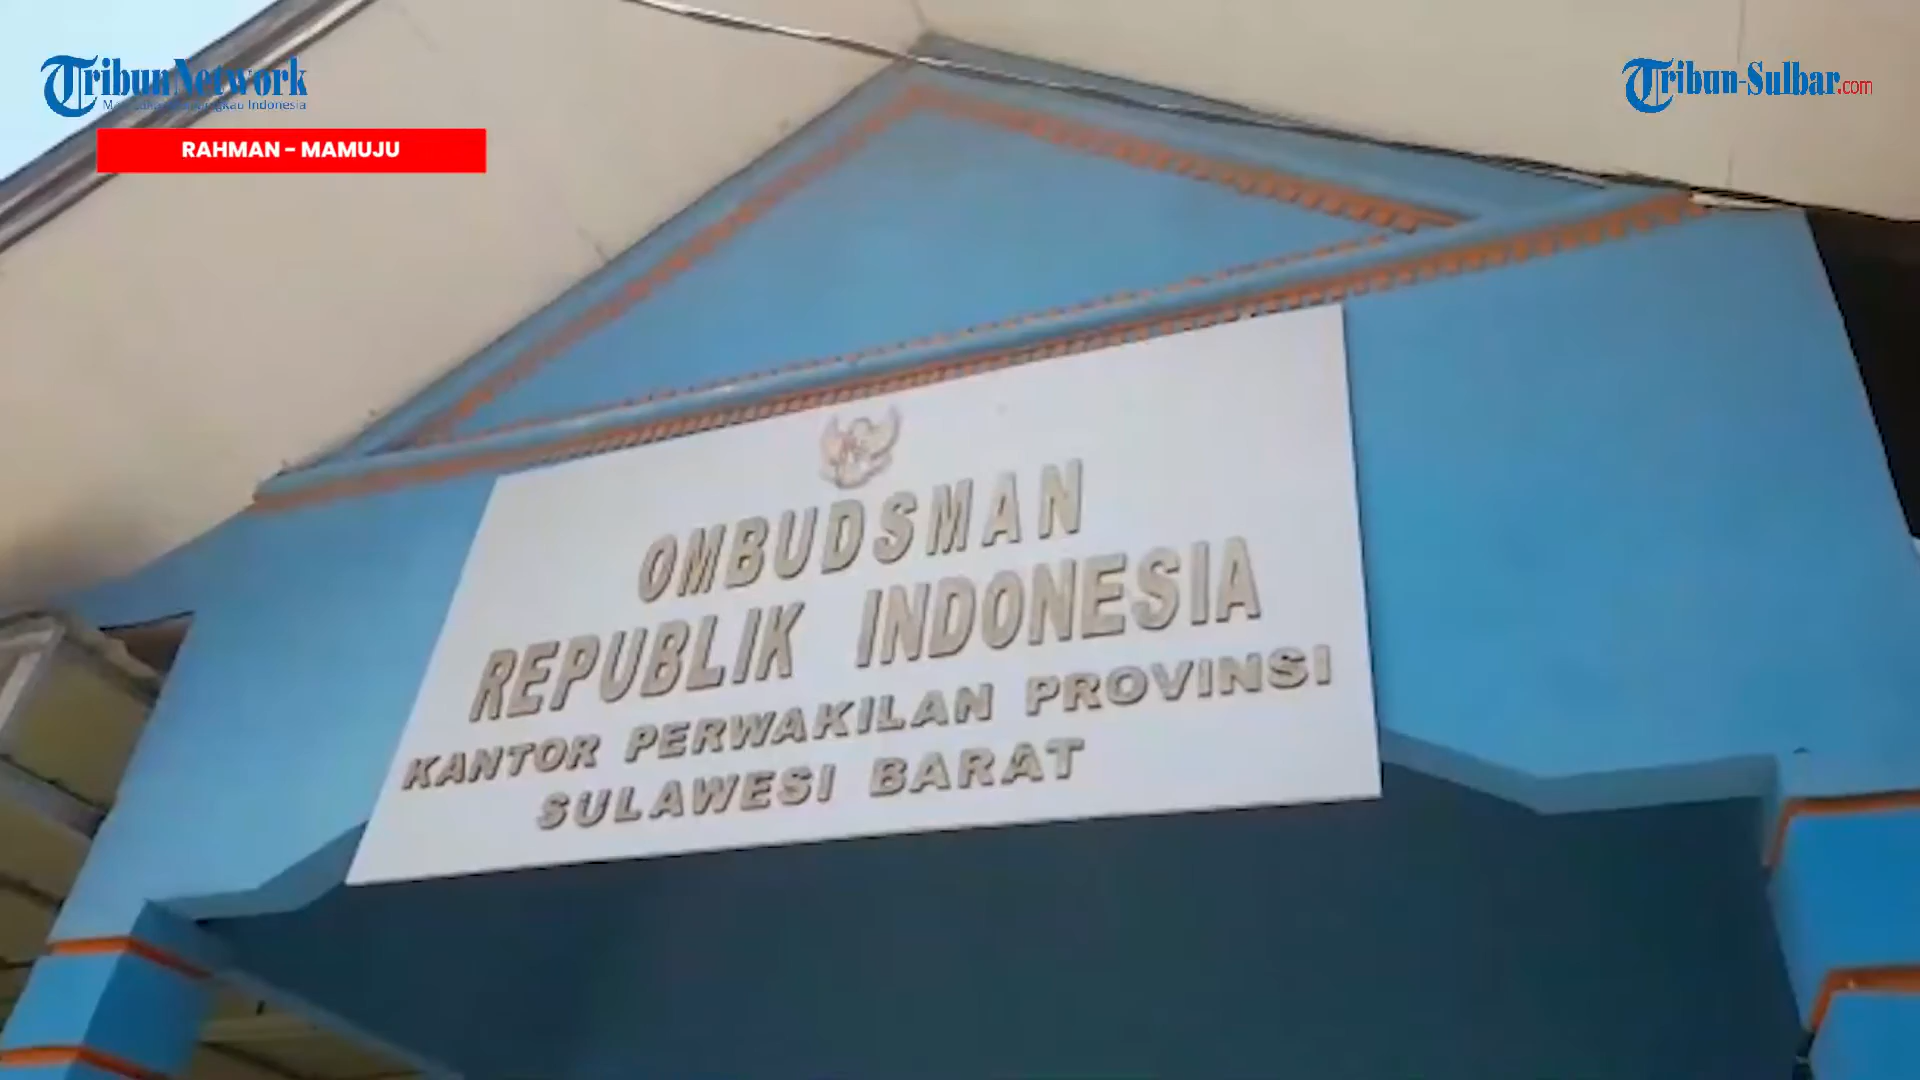 TribunNetwork
RAHMAN - MAMUJU
Tribun-Sulbar.com
OMBUDSMAN
REPUBLIK INDONESIA
KANTOR PERWAKILAN PROVINSI
SULAWESI BARAT